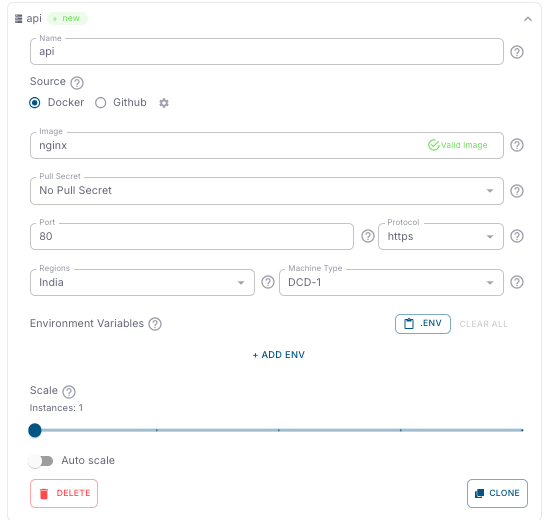 api + new
Name
api
Source
Docker Github
Image
nginx Valid image
Pull Secret
No Pull Secret
Port Protocol
80 https
Regions Machine Type
India DCD-1
Environment Variables .ENV CLEAR ALL
+ ADD ENV
Scale
Instances: 1
Auto scale
DELETE CLONE